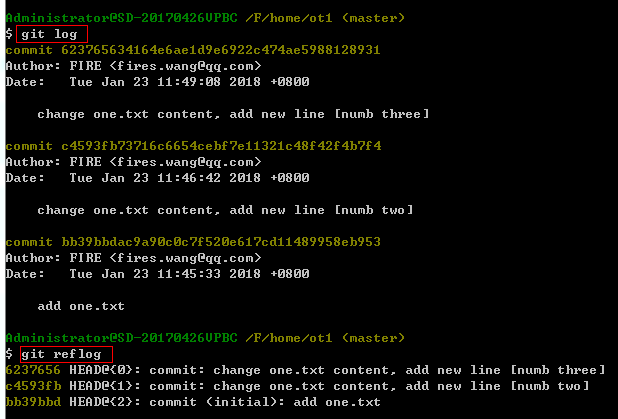 Administrator@SD-20170426VPBC /F/home/ot1 (master)
$ git log
commit 623765634164e6ae1d9e6922c474ae5988128931
Author: FIRE <fires.wang@qq.com>
Date:   Tue Jan 23 11:49:08 2018 +0800
    change one.txt content, add new line [numb three]
commit c4593fb73716c6654cebf7e11321c48f42f4b7f4
Author: FIRE <fires.wang@qq.com>
Date:   Tue Jan 23 11:46:42 2018 +0800
    change one.txt content, add new line [numb two]
commit bb39bbdac9a90c0c7f520e617cd11489958eb953
Author: FIRE <fires.wang@qq.com>
Date:   Tue Jan 23 11:45:33 2018 +0800
    add one.txt
Administrator@SD-20170426VPBC /F/home/ot1 (master)
$ git reflog
6237656 HEAD@{0}: commit: change one.txt content, add new line [numb three]
c4593fb HEAD@{1}: commit: change one.txt content, add new line [numb two]
bb39bbd HEAD@{2}: commit (initial): add one.txt